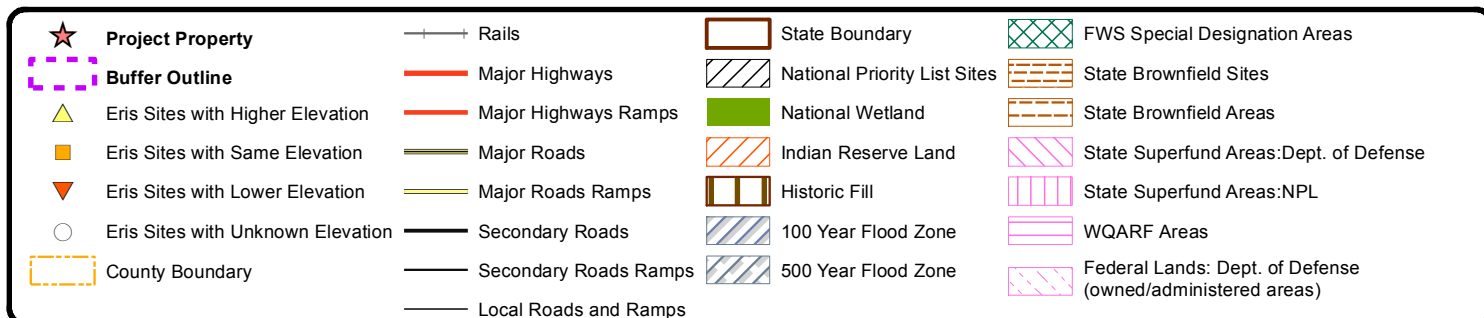 Project Property
Buffer Outline
Eris Sites with Higher Elevation
Eris Sites with Same Elevation
Eris Sites with Lower Elevation
Eris Sites with Unknown Elevation
County Boundary
Rails
Major Highways
Major Highways Ramps
Major Roads
Major Roads Ramps
Secondary Roads
Secondary Roads Ramps
Local Roads and Ramps
State Boundary
National Priority List Sites
National Wetland
Indian Reserve Land
Historic Fill
100 Year Flood Zone
500 Year Flood Zone
FWS Special Designation Areas
State Brownfield Sites
State Brownfield Areas
State Superfund Areas:Dept. of Defense
State Superfund Areas:NPL
WQARF Areas
Federal Lands: Dept. of Defense
(owned/administered areas)